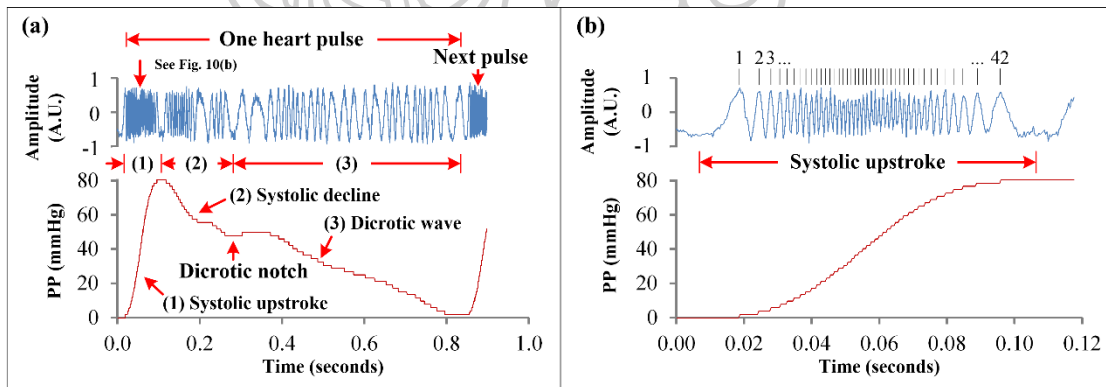 (a)
One heart pulse
See Fig. 10(b)
Next pulse
Amplitude
(A.U.)
1
0
-1
(1) (2) (3)
PP (mmHg)
80
60
40
20
0
(2) Systolic decline
(3) Dicrotic wave
Dicrotic notch
(1) Systolic upstroke
0.0 0.2 0.4 0.6 0.8 1.0
Time (seconds)
(b)
1 23... ... 42
Amplitude
(A.U.)
1
0
-1
Systolic upstroke
PP (mmHg)
80
60
40
20
0
0.00 0.02 0.04 0.06 0.08 0.10 0.12
Time (seconds)